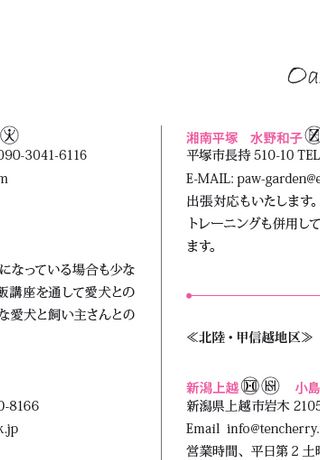 Oa
090-3041-6116
m
になっている場合も少な
飯講座を通して愛犬との
な愛犬と飼い主さんとの
0-8166
k.jp
湘南平塚 水野和子
平塚市長持 510-10 TEL
E-MAIL: paw-garden@e
出張対応もいたします。
トレーニングも併用して
ます。
≪北陸・甲信越地区≫
新潟上越 小島
新潟県上越市岩木 2105
Email info@tencherry.
営業時間、平日第 2 土曜